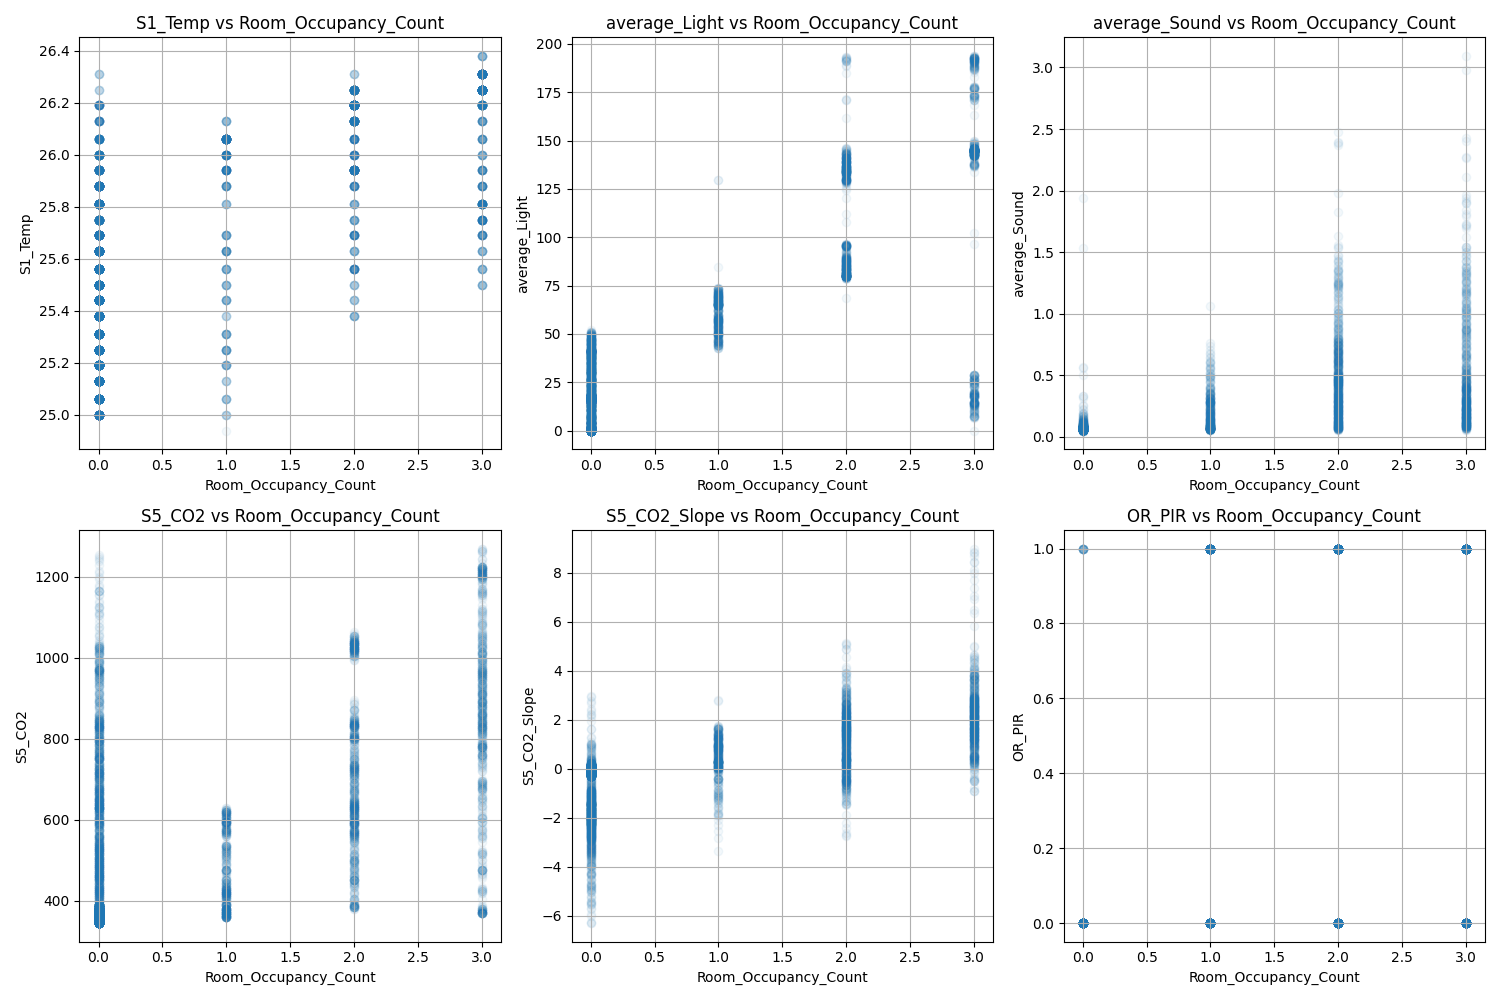 S1_Temp vs Room_Occupancy_Count
26.4
26.2
26.0
25.8
25.6
25.4
25.2
25.0
S1_Temp
0.0 0.5 1.0 1.5 2.0 2.5 3.0
Room_Occupancy_Count
average_Light vs Room_Occupancy_Count
200
175
150
125
100
75
50
25
0
average_Light
0.0 0.5 1.0 1.5 2.0 2.5 3.0
Room_Occupancy_Count
average_Sound vs Room_Occupancy_Count
3.0
2.5
2.0
1.5
1.0
0.5
0.0
average_Sound
0.0 0.5 1.0 1.5 2.0 2.5 3.0
Room_Occupancy_Count
S5_CO2 vs Room_Occupancy_Count
1200
1000
800
600
400
S5_CO2
0.0 0.5 1.0 1.5 2.0 2.5 3.0
Room_Occupancy_Count
S5_CO2_Slope vs Room_Occupancy_Count
8
6
4
2
0
−2
−4
−6
S5_CO2_Slope
0.0 0.5 1.0 1.5 2.0 2.5 3.0
Room_Occupancy_Count
OR_PIR vs Room_Occupancy_Count
1.0
0.8
0.6
0.4
0.2
0.0
OR_PIR
0.0 0.5 1.0 1.5 2.0 2.5 3.0
Room_Occupancy_Count